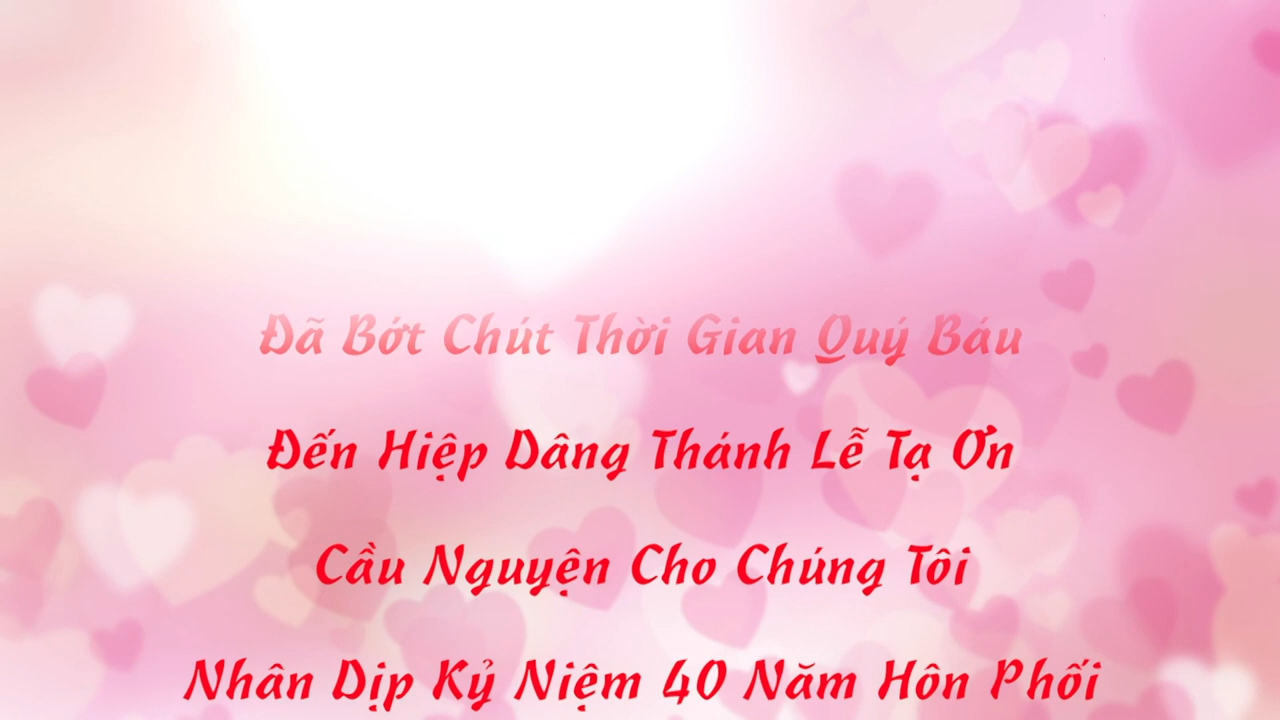 Đã Bớt Chút Thời Gian Quý Báu
Đến Hiệp Dâng Thánh Lễ Tạ Ơn
Cầu Nguyện Cho Chúng Tôi
Nhân Dịp Kỷ Niệm 40 Năm Hôn Phối